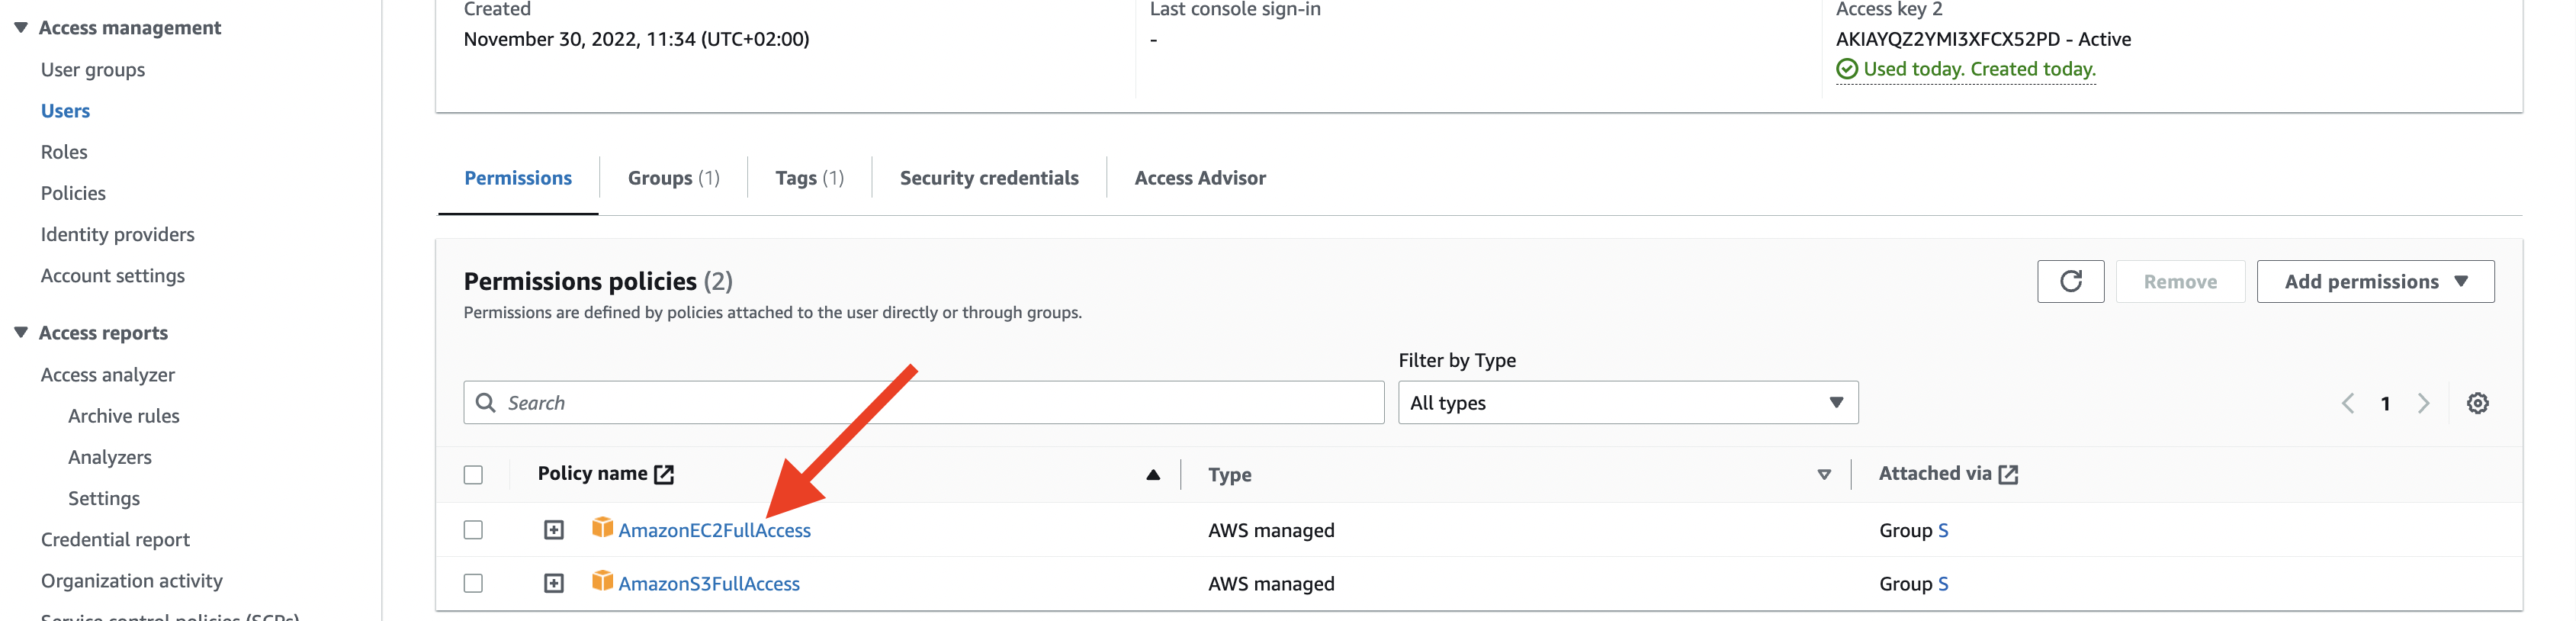 Access management
User groups
Users
Roles
Policies
Identity providers
Account settings
Access reports
Access analyzer
Archive rules
Analyzers
Settings
Credential report
Organization activity
Service control policies (SCPs)
Created
November 30, 2022, 11:34 (UTC+02:00)
Last console sign-in
-
Access key 2
AKIAYQZ2YMI3XFCX52PD - Active
Used today. Created today.
Permissions Groups (1) Tags (1) Security credentials Access Advisor
Permissions policies (2)
Permissions are defined by policies attached to the user directly or through groups.
Remove Add permissions
Filter by Type
Search All types 1
Policy name Type Attached via
AmazonEC2FullAccess AWS managed Group S
AmazonS3FullAccess AWS managed Group S